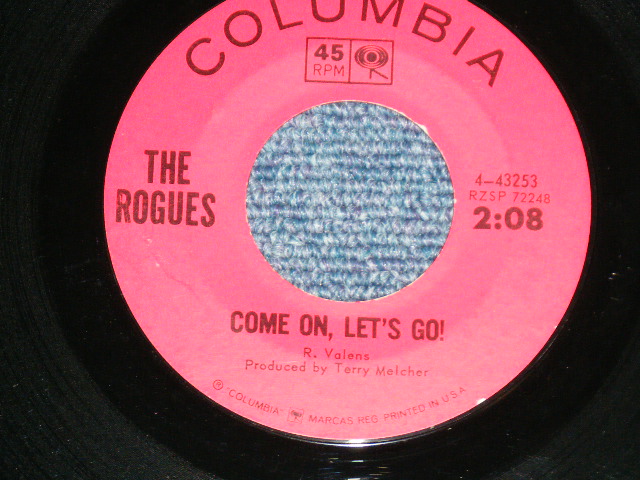 COLUMBIA
45
RPM
THE
ROGUES
4-43253
RZSP 72248
2:08
COME ON, LET'S GO!
R. Valens
Produced by Terry Melcher
Ⓟ "COLUMBIA" MARCAS REG. PRINTED IN U.S.A.